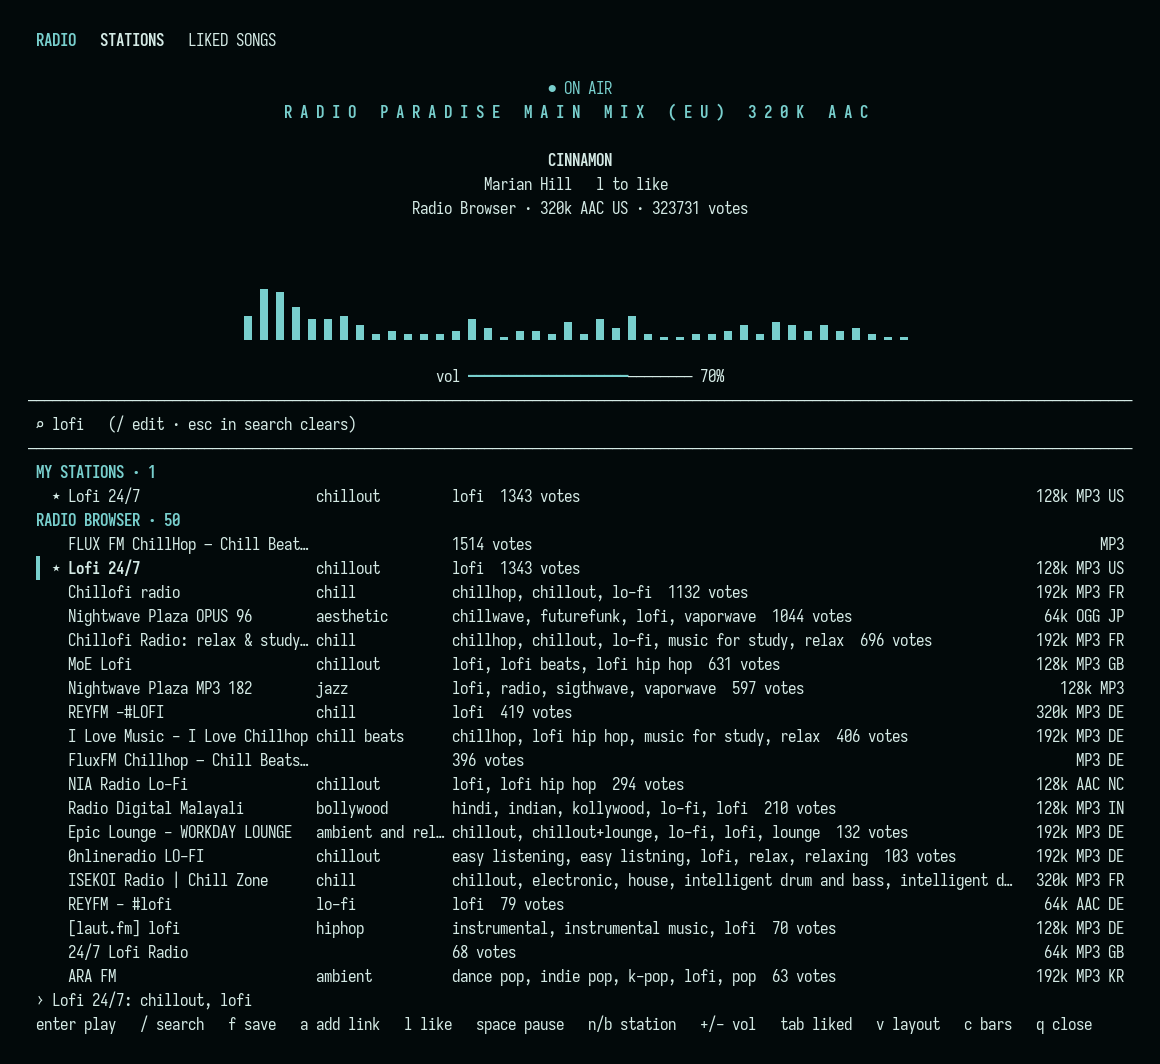 RADIO STATIONS LIKED SONGS
● ON AIR
RADIO PARADISE MAIN MIX (EU) 320K AAC
CINNAMON
Marian Hill l to like
Radio Browser · 320k AAC US · 323731 votes
vol 70%
⌕ lofi (/ edit · esc in search clears)
MY STATIONS · 1
★ Lofi 24/7 chillout lofi 1343 votes 128k MP3 US
RADIO BROWSER · 50
FLUX FM ChillHop – Chill Beat… 1514 votes MP3
★ Lofi 24/7 chillout lofi 1343 votes 128k MP3 US
Chillofi radio chill chillhop, chillout, lo-fi 1132 votes 192k MP3 FR
Nightwave Plaza OPUS 96 aesthetic chillwave, futurefunk, lofi, vaporwave 1044 votes 64k OGG JP
Chillofi Radio: relax & study… chill chillhop, chillout, lo-fi, music for study, relax 696 votes 192k MP3 FR
MoE Lofi chillout lofi, lofi beats, lofi hip hop 631 votes 128k MP3 GB
Nightwave Plaza MP3 182 jazz lofi, radio, sigthwave, vaporwave 597 votes 128k MP3
REYFM -#LOFI chill lofi 419 votes 320k MP3 DE
I Love Music - I Love Chillhop chill beats chillhop, lofi hip hop, music for study, relax 406 votes 192k MP3 DE
FluxFM Chillhop – Chill Beats… 396 votes MP3 DE
NIA Radio Lo-Fi chillout lofi, lofi hip hop 294 votes 128k AAC NC
Radio Digital Malayali bollywood hindi, indian, kollywood, lo-fi, lofi 210 votes 128k MP3 IN
Epic Lounge - WORKDAY LOUNGE ambient and rel… chillout, chillout+lounge, lo-fi, lofi, lounge 132 votes 192k MP3 DE
0nlineradio LO-FI chillout easy listening, easy listning, lofi, relax, relaxing 103 votes 192k MP3 DE
ISEKOI Radio | Chill Zone chill chillout, electronic, house, intelligent drum and bass, intelligent d… 320k MP3 FR
REYFM - #lofi lo-fi lofi 79 votes 64k AAC DE
[laut.fm] lofi hiphop instrumental, instrumental music, lofi 70 votes 128k MP3 DE
24/7 Lofi Radio 68 votes 64k MP3 GB
ARA FM ambient dance pop, indie pop, k-pop, lofi, pop 63 votes 192k MP3 KR
› Lofi 24/7: chillout, lofi
enter play / search f save a add link l like space pause n/b station +/- vol tab liked v layout c bars q close